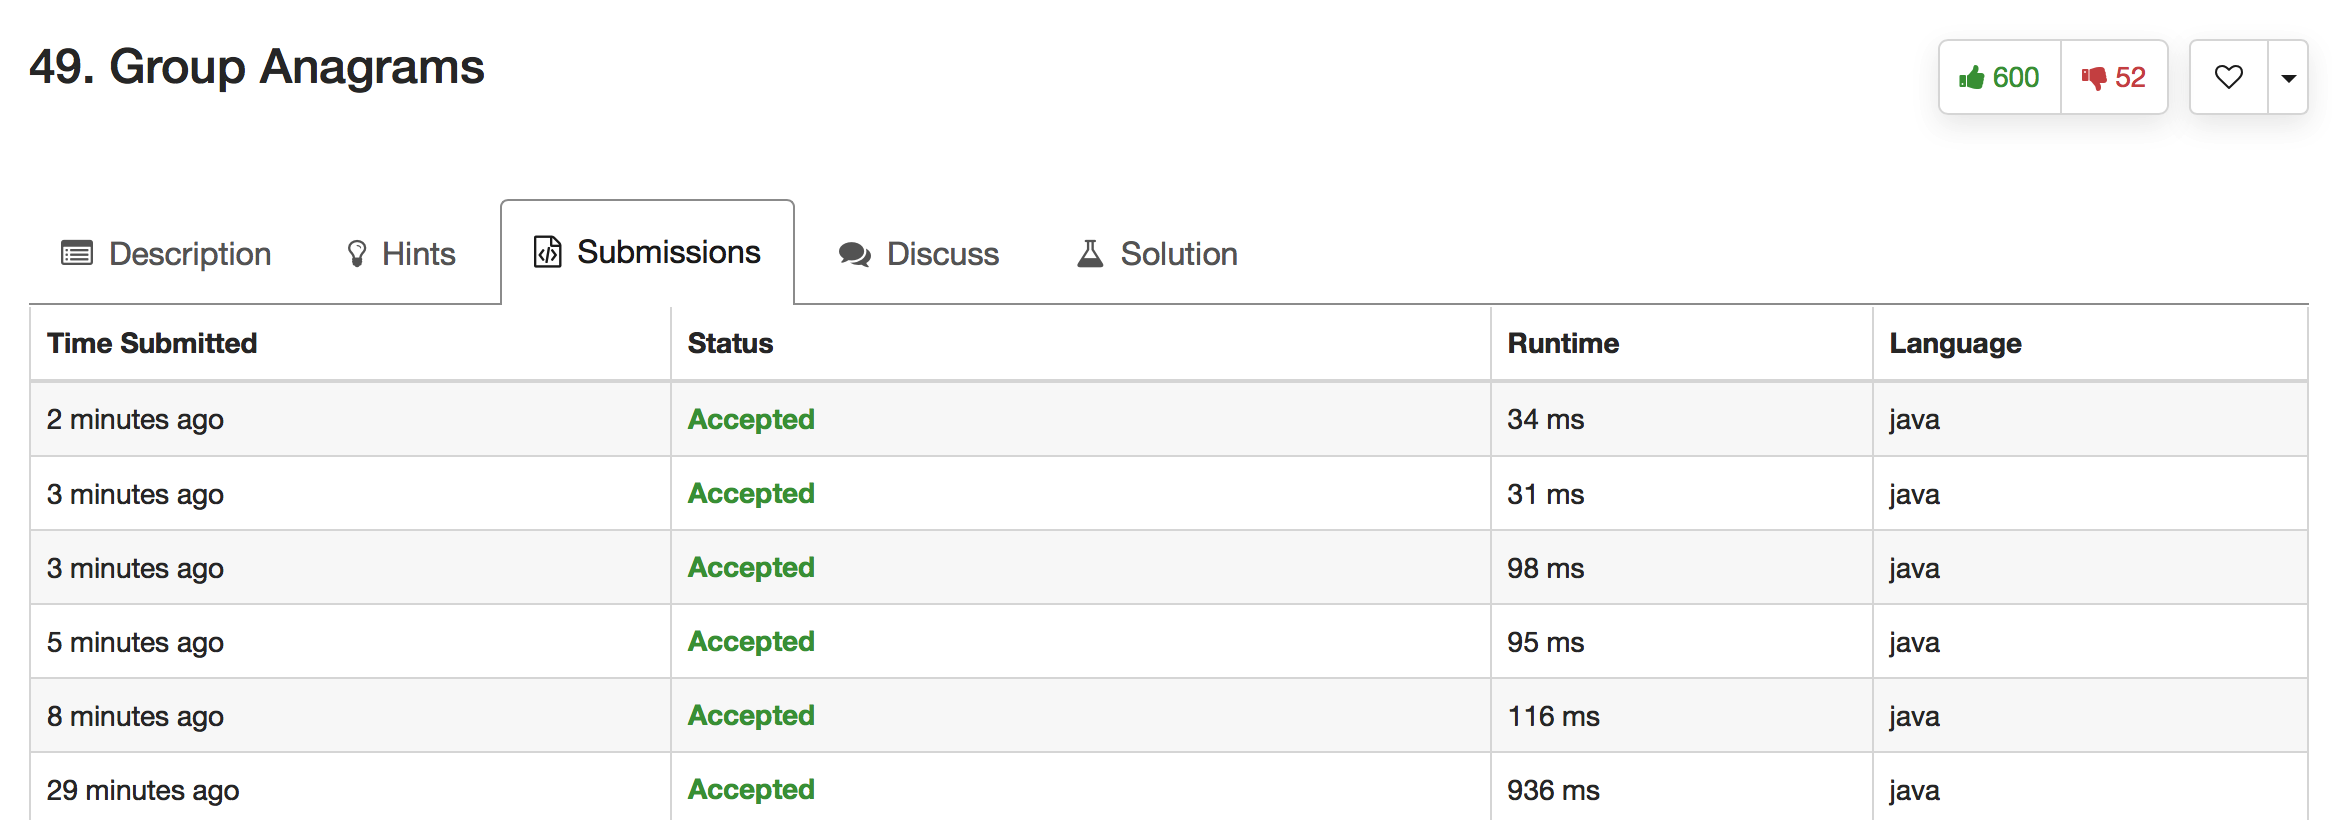 49. Group Anagrams
600 52
Description Hints Submissions Discuss Solution
Time Submitted Status Runtime Language
2 minutes ago Accepted 34 ms java
3 minutes ago Accepted 31 ms java
3 minutes ago Accepted 98 ms java
5 minutes ago Accepted 95 ms java
8 minutes ago Accepted 116 ms java
29 minutes ago Accepted 936 ms java